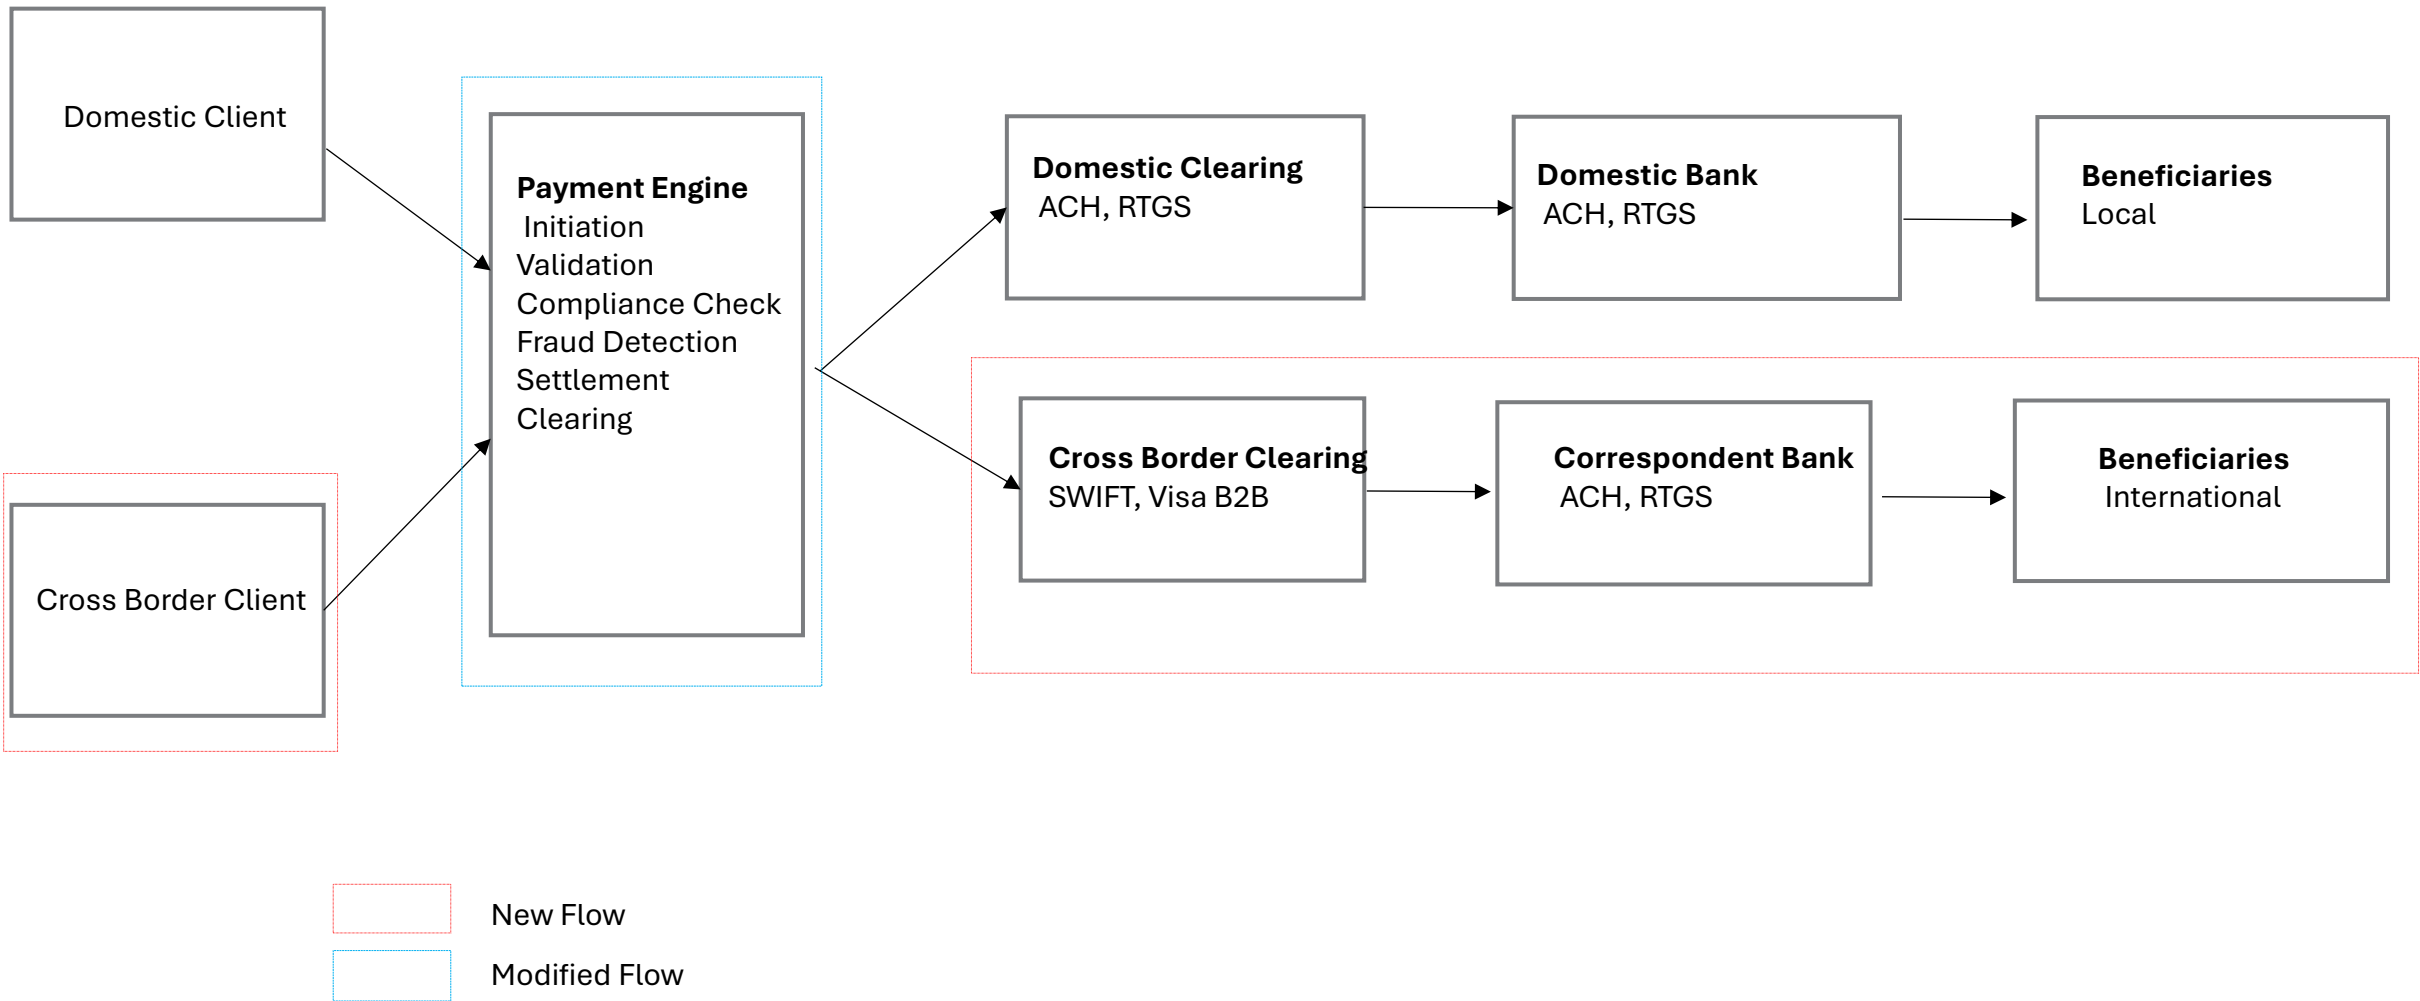 Domestic Client
Payment Engine
Initiation
Validation
Compliance Check
Fraud Detection
Settlement
Clearing
Domestic Clearing
ACH, RTGS
Domestic Bank
ACH, RTGS
Beneficiaries
Local
Cross Border Client
Cross Border Clearing
SWIFT, Visa B2B
Correspondent Bank
ACH, RTGS
Beneficiaries
International
New Flow
Modified Flow